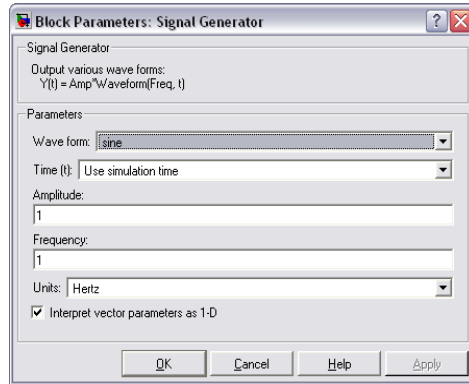 Block Parameters: Signal Generator
Signal Generator
Output various wave forms:
Y(t) = Amp*Waveform(Freq, t)
Parameters
Wave form: sine
Time (t): Use simulation time
Amplitude:
1
Frequency:
1
Units: Hertz
Interpret vector parameters as 1-D
OK Cancel Help Apply